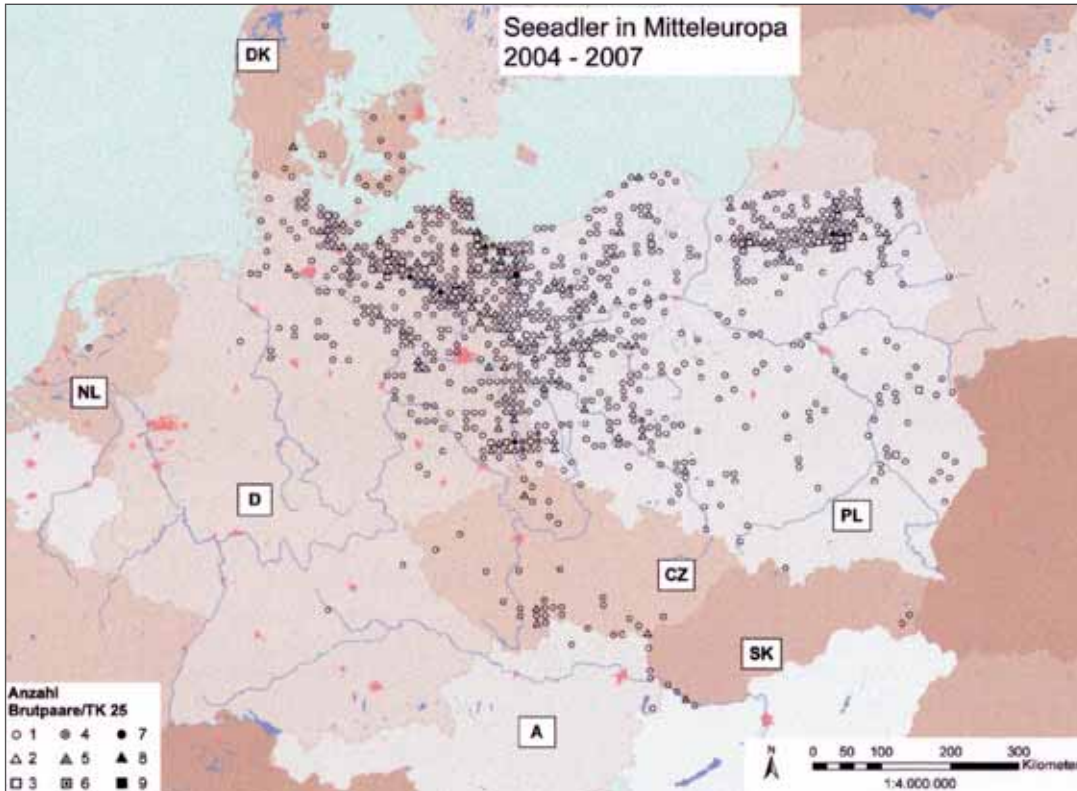 Seeadler in Mitteleuropa
2004 - 2007
DK
NL
D
PL
CZ
SK
A
Anzahl
Brutpaare/TK 25
1 4 7
2 5 8
3 6 9
N
0 50 100 200 300
Kilometer
1:4.000.000